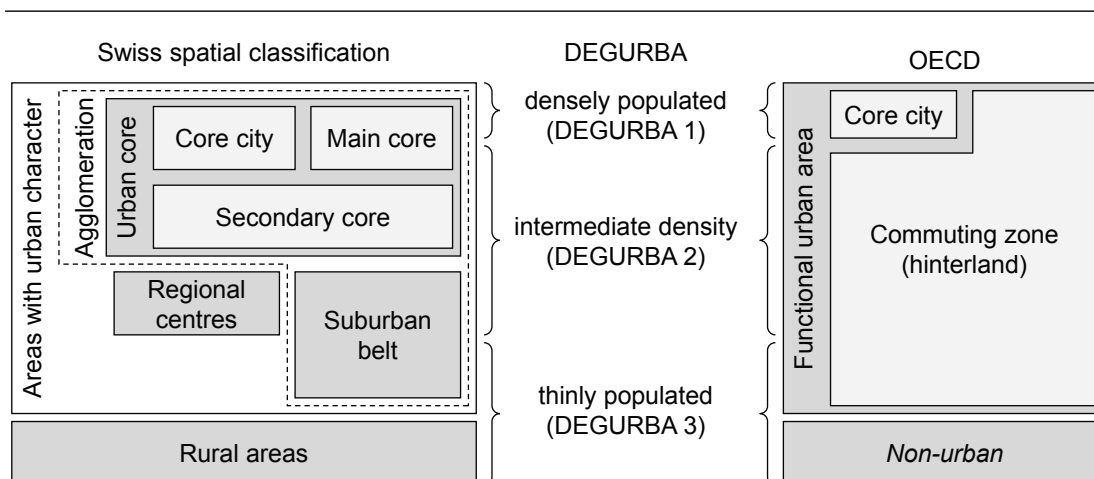 Swiss spatial classification
Areas with urban character
Agglomeration
Urban core
Core city
Main core
Secondary core
Regional
centres
Suburban
belt
Rural areas
DEGURBA
densely populated
(DEGURBA 1)
intermediate density
(DEGURBA 2)
thinly populated
(DEGURBA 3)
OECD
Functional urban area
Core city
Commuting zone
(hinterland)
Non-urban